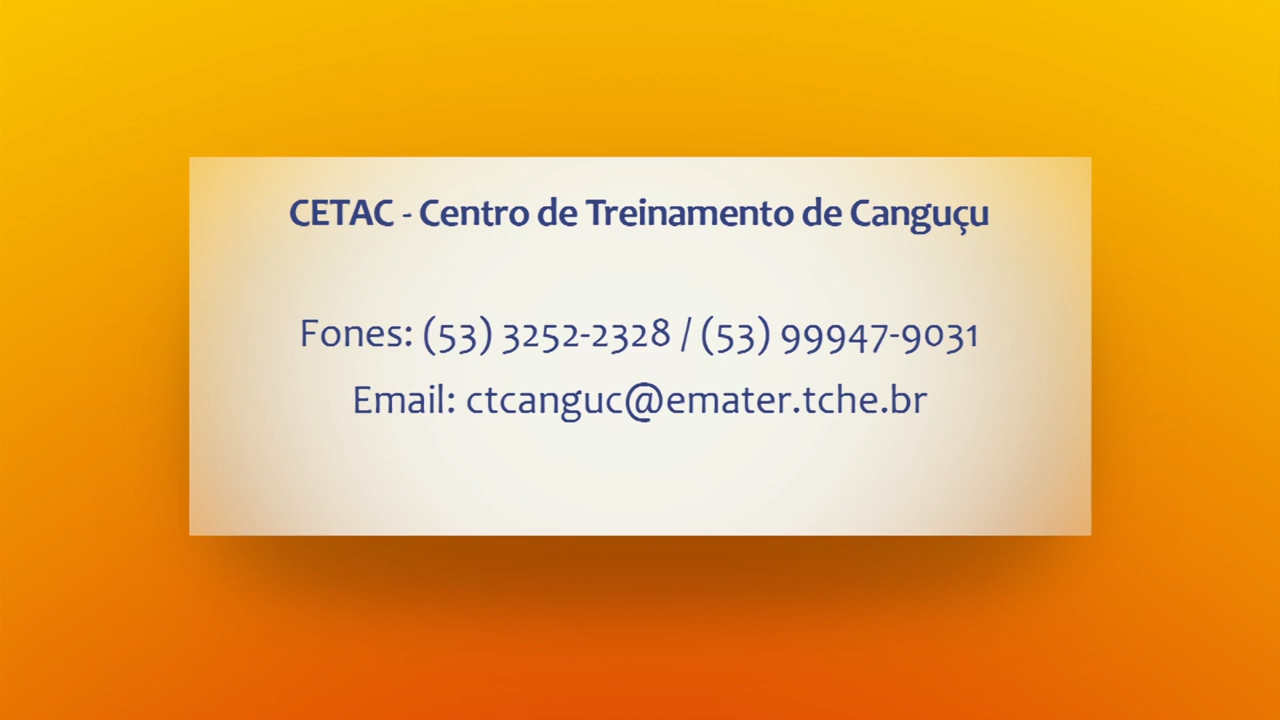 CETAC - Centro de Treinamento de Canguçu
Fones: (53) 3252-2328 / (53) 99947-9031
Email: ctcanguc@emater.tche.br